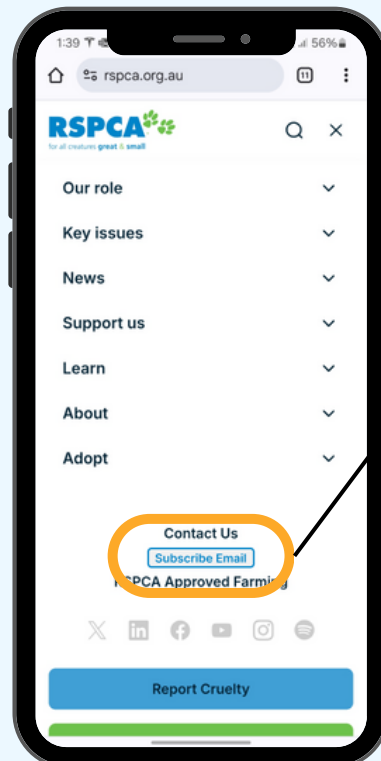 1:39
56%
rspca.org.au
11
RSPCA
for all creatures great & small
Our role
Key issues
News
Support us
Learn
About
Adopt
Contact Us
Subscribe Email
RSPCA Approved Farming
Report Cruelty